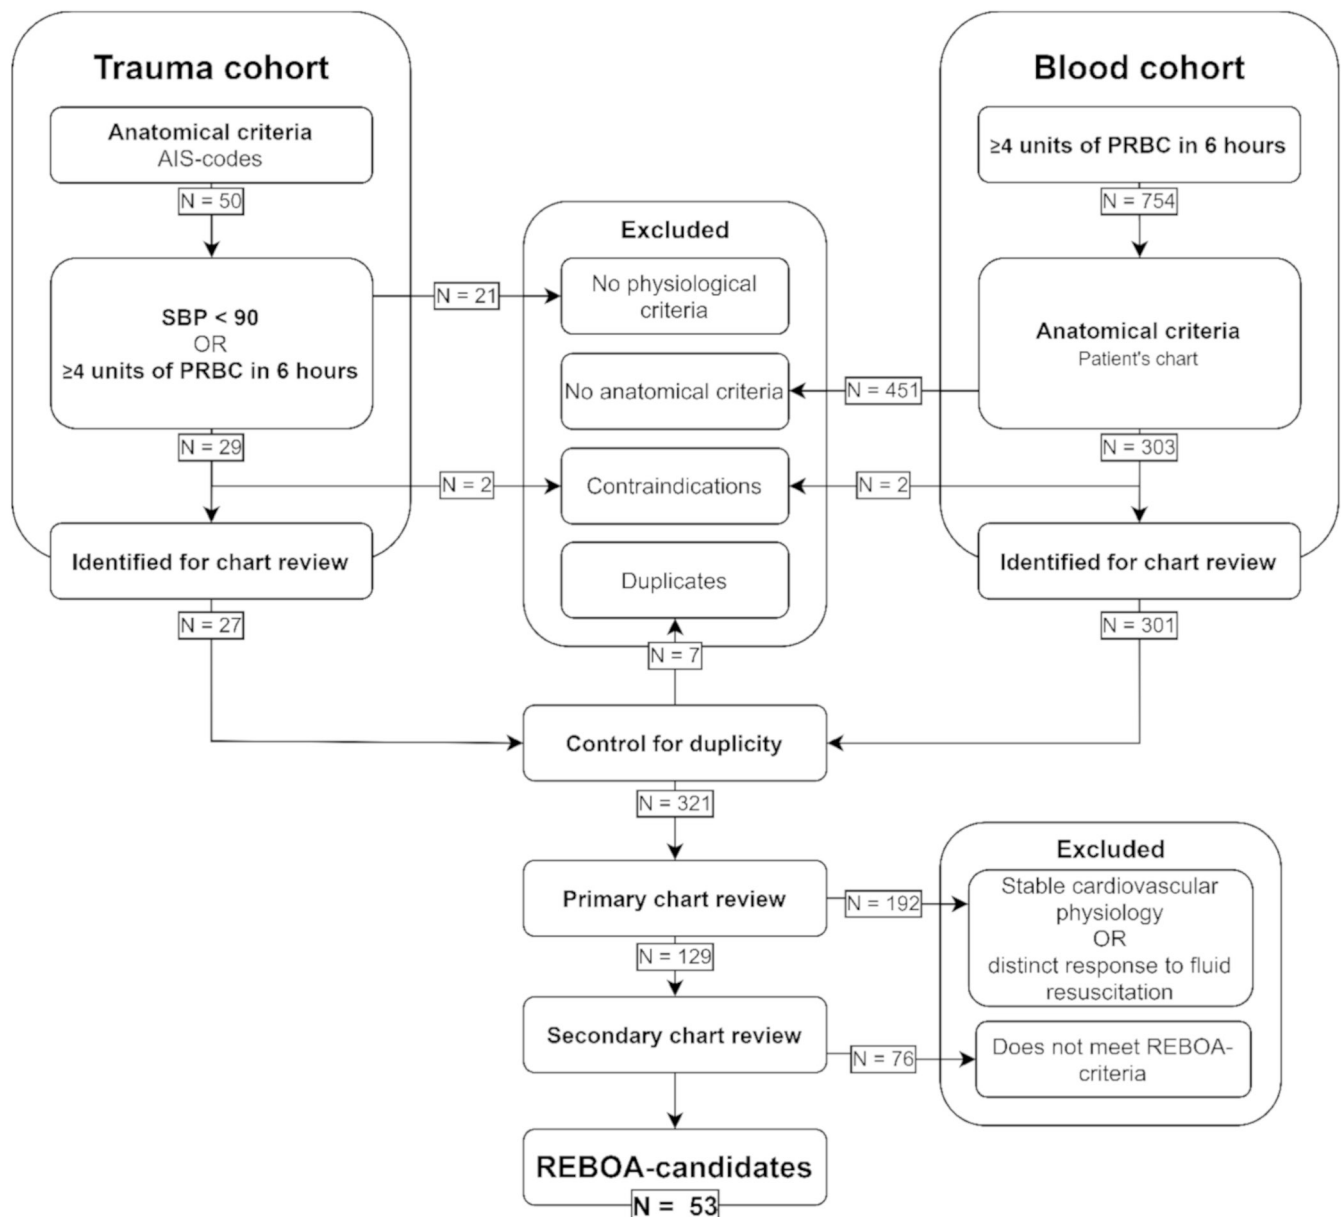 Trauma cohort
Anatomical criteria
AIS-codes
N = 50
SBP < 90
OR
≥4 units of PRBC in 6 hours
N = 29
Identified for chart review
N = 27
N = 21
N = 2
Excluded
No physiological
criteria
No anatomical criteria
Contraindications
Duplicates
N = 7
Blood cohort
≥4 units of PRBC in 6 hours
N = 754
Anatomical criteria
Patient's chart
N = 451
N = 303
N = 2
Identified for chart review
N = 301
Control for duplicity
N = 321
Primary chart review
N = 192
N = 129
Secondary chart review
N = 76
Excluded
Stable cardiovascular
physiology
OR
distinct response to fluid
resuscitation
Does not meet REBOA-
criteria
REBOA-candidates
N = 53